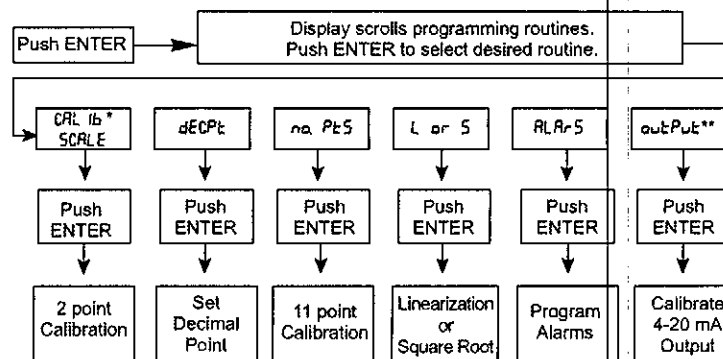 Push ENTER
Display scrolls programming routines.
Push ENTER to select desired routine.
CAL ib*
SCALE
dECPt
no. PtS
L or S
ALArS
outPut**
Push
ENTER
Push
ENTER
Push
ENTER
Push
ENTER
Push
ENTER
Push
ENTER
2 point
Calibration
Set
Decimal
Point
11 point
Calibration
Linearization
or
Square Root
Program
Alarms
Calibrate
4-20 mA
Output